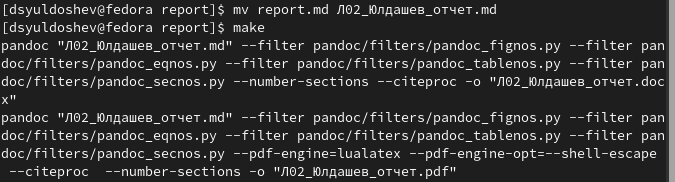 [dsyuldoshev@fedora report]$ mv report.md Л02_Юлдашев_отчет.md
[dsyuldoshev@fedora report]$ make
pandoc "Л02_Юлдашев_отчет.md" --filter pandoc/filters/pandoc_fignos.py --filter pan
doc/filters/pandoc_eqnos.py --filter pandoc/filters/pandoc_tablenos.py --filter pan
doc/filters/pandoc_secnos.py --number-sections --citeproc -o "Л02_Юлдашев_отчет.doc
x"
pandoc "Л02_Юлдашев_отчет.md" --filter pandoc/filters/pandoc_fignos.py --filter pan
doc/filters/pandoc_eqnos.py --filter pandoc/filters/pandoc_tablenos.py --filter pan
doc/filters/pandoc_secnos.py --pdf-engine=lualatex --pdf-engine-opt=--shell-escape
 --citeproc  --number-sections -o "Л02_Юлдашев_отчет.pdf"